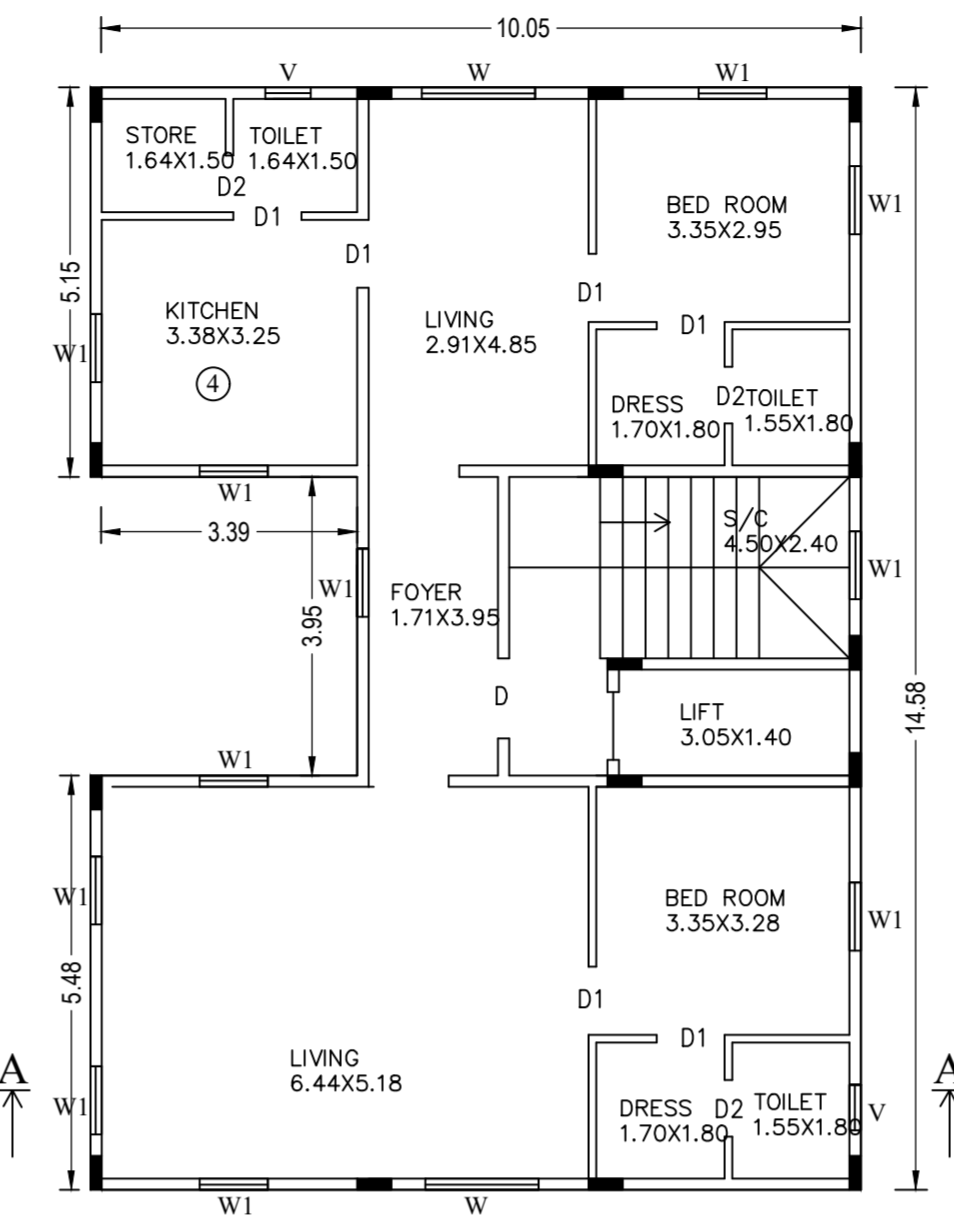 10.05
V W W1
STORE
1.64X1.50
TOILET
1.64X1.50
D2
D1
BED ROOM
3.35X2.95
W1
D1
5.15
KITCHEN
3.38X3.25
4
W1
LIVING
2.91X4.85
D1
D1
DRESS
1.70X1.80
D2
TOILET
1.55X1.80
W1
3.39
S/C
4.50X2.40
W1
W1
FOYER
1.71X3.95
3.95
D
LIFT
3.05X1.40
14.58
W1
W1
BED ROOM
3.35X3.28
W1
5.48
D1
D1
LIVING
6.44X5.18
A
A
W1
DRESS
1.70X1.80
D2
TOILET
1.55X1.80
V
W1
W